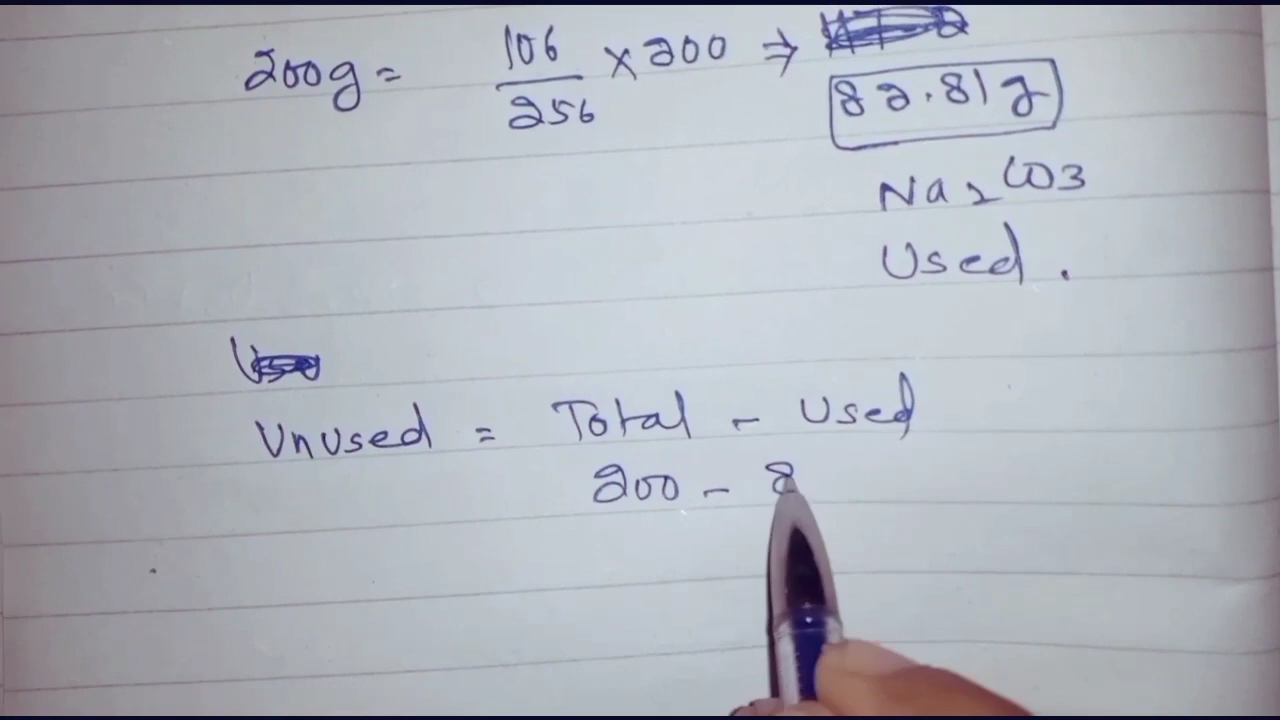 200g = 106/256 × 200 ⇒
82.81g
Na2CO3
Used.
Unused = Total - Used
200 - 8